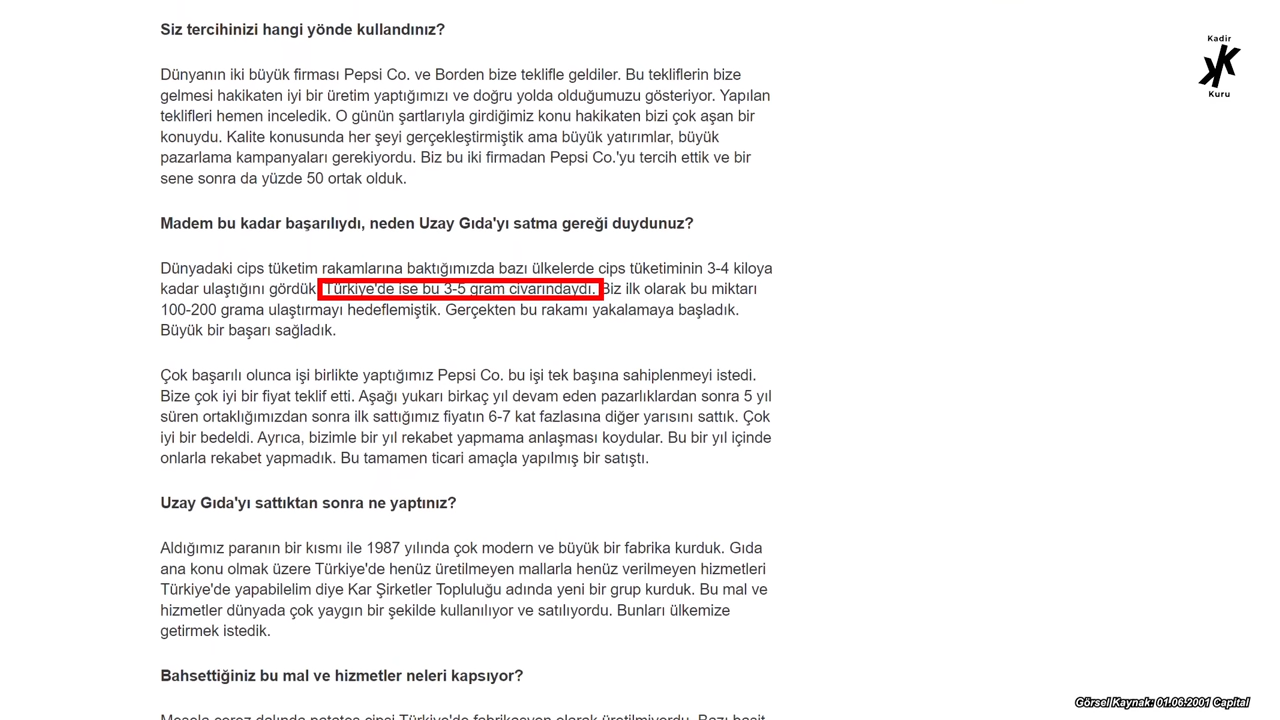 Siz tercihinizi hangi yönde kullandınız?
Kadir
KK
Kuru
Dünyanın iki büyük firması Pepsi Co. ve Borden bize teklifle geldiler. Bu tekliflerin bize
gelmesi hakikaten iyi bir üretim yaptığımızı ve doğru yolda olduğumuzu gösteriyor. Yapılan
teklifleri hemen inceledik. O günün şartlarıyla girdiğimiz konu hakikaten bizi çok aşan bir
konuydu. Kalite konusunda her şeyi gerçekleştirmiştik ama büyük yatırımlar, büyük
pazarlama kampanyaları gerekiyordu. Biz bu iki firmadan Pepsi Co.'yu tercih ettik ve bir
sene sonra da yüzde 50 ortak olduk.
Madem bu kadar başarılıydı, neden Uzay Gıda'yı satma gereği duydunuz?
Dünyadaki cips tüketim rakamlarına baktığımızda bazı ülkelerde cips tüketiminin 3-4 kiloya
kadar ulaştığını gördük. Türkiye'de ise bu 3-5 gram civarındaydı. Biz ilk olarak bu miktarı
100-200 grama ulaştırmayı hedeflemiştik. Gerçekten bu rakamı yakalamaya başladık.
Büyük bir başarı sağladık.
Çok başarılı olunca işi birlikte yaptığımız Pepsi Co. bu işi tek başına sahiplenmeyi istedi.
Bize çok iyi bir fiyat teklif etti. Aşağı yukarı birkaç yıl devam eden pazarlıklardan sonra 5 yıl
süren ortaklığımızdan sonra ilk sattığımız fiyatın 6-7 kat fazlasına diğer yarısını sattık. Çok
iyi bir bedeldi. Ayrıca, bizimle bir yıl rekabet yapmama anlaşması koydular. Bu bir yıl içinde
onlarla rekabet yapmadık. Bu tamamen ticari amaçla yapılmış bir satıştı.
Uzay Gıda'yı sattıktan sonra ne yaptınız?
Aldığımız paranın bir kısmı ile 1987 yılında çok modern ve büyük bir fabrika kurduk. Gıda
ana konu olmak üzere Türkiye'de henüz üretilmeyen mallarla henüz verilmeyen hizmetleri
Türkiye'de yapabilelim diye Kar Şirketler Topluluğu adında yeni bir grup kurduk. Bu mal ve
hizmetler dünyada çok yaygın bir şekilde kullanılıyor ve satılıyordu. Bunları ülkemize
getirmek istedik.
Bahsettiğiniz bu mal ve hizmetler neleri kapsıyor?
Mesela çerez dalında patates cipsi Türkiye'de fabrikasyon olarak üretilmiyordu. Bazı basit
Görsel Kaynak: 01.06.2001 Capital